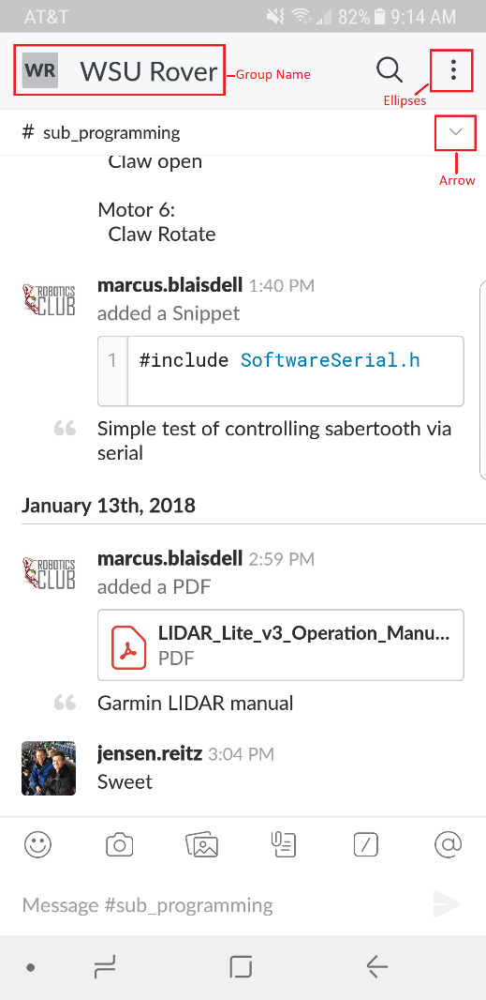 AT&T 82% 9:14 AM
WR WSU Rover Group Name
Ellipses
# sub_programming
Arrow
Claw open
Motor 6:
Claw Rotate
marcus.blaisdell 1:40 PM
ROBOTICS
CLUB
added a Snippet
1 #include SoftwareSerial.h
Simple test of controlling sabertooth via
serial
January 13th, 2018
marcus.blaisdell 2:59 PM
ROBOTICS
CLUB
added a PDF
LIDAR_Lite_v3_Operation_Manu...
PDF
Garmin LIDAR manual
jensen.reitz 3:04 PM
Sweet
Message #sub_programming